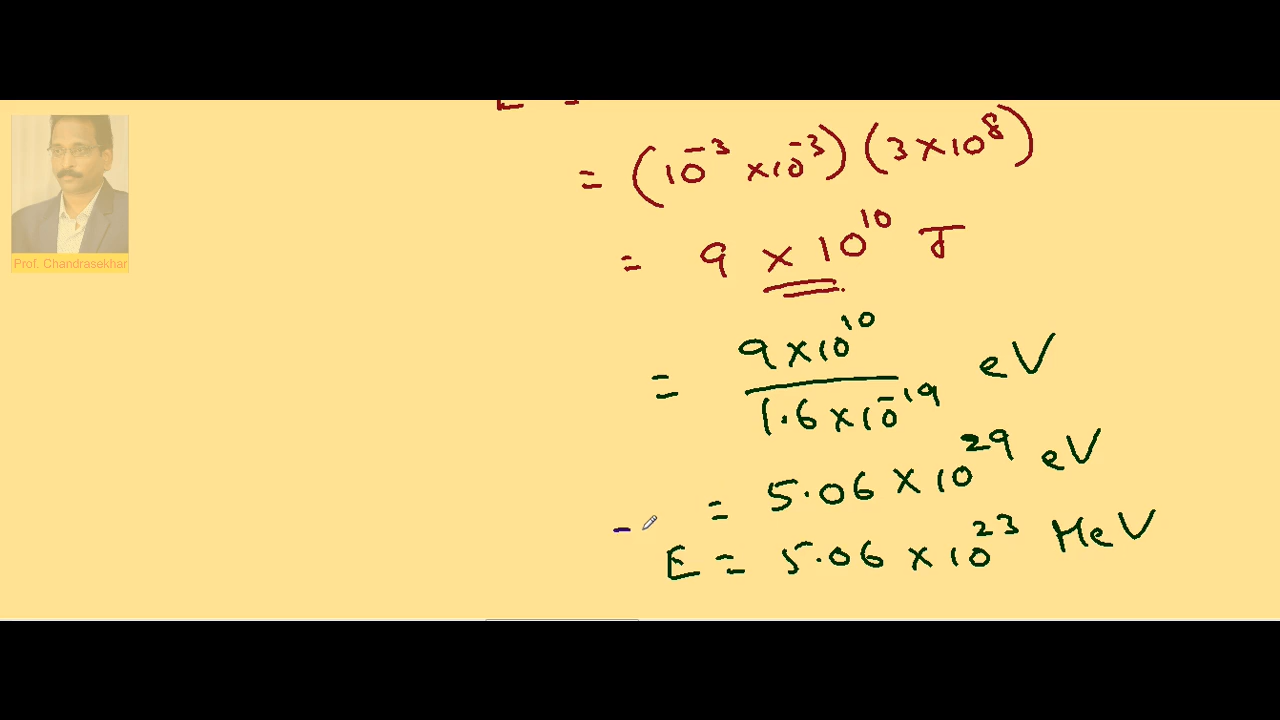 E =
= (10⁻³ × 10⁻³) (3 × 10⁸)
= 9 × 10¹⁰ J
= 9 × 10¹⁰ / 1.6 × 10⁻¹⁹ eV
= 5.06 × 10²⁹ eV
E = 5.06 × 10²³ MeV
Prof. Chandrasekhar